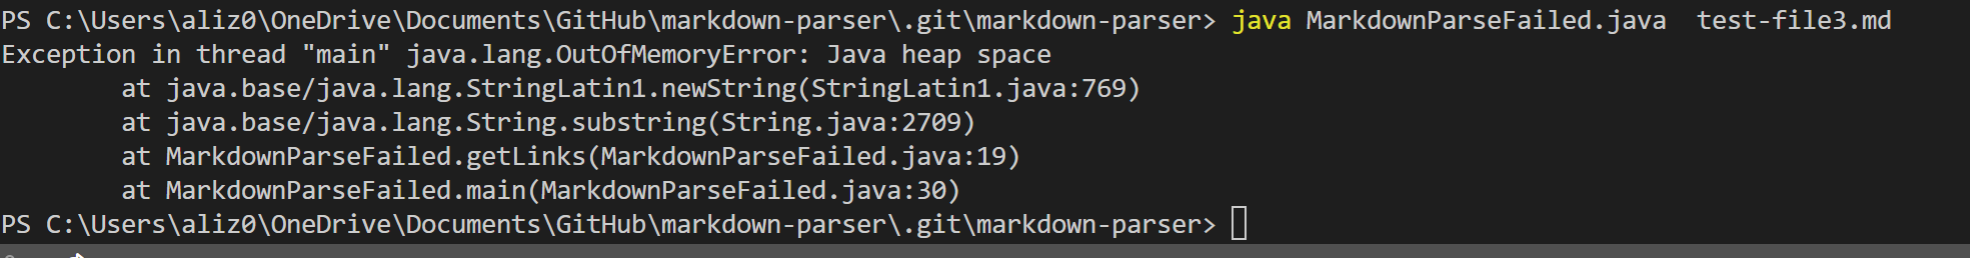 PS C:\Users\aliz0\OneDrive\Documents\GitHub\markdown-parser\.git\markdown-parser> java MarkdownParseFailed.java  test-file3.md
Exception in thread "main" java.lang.OutOfMemoryError: Java heap space
        at java.base/java.lang.StringLatin1.newString(StringLatin1.java:769)
        at java.base/java.lang.String.substring(String.java:2709)
        at MarkdownParseFailed.getLinks(MarkdownParseFailed.java:19)
        at MarkdownParseFailed.main(MarkdownParseFailed.java:30)
PS C:\Users\aliz0\OneDrive\Documents\GitHub\markdown-parser\.git\markdown-parser>